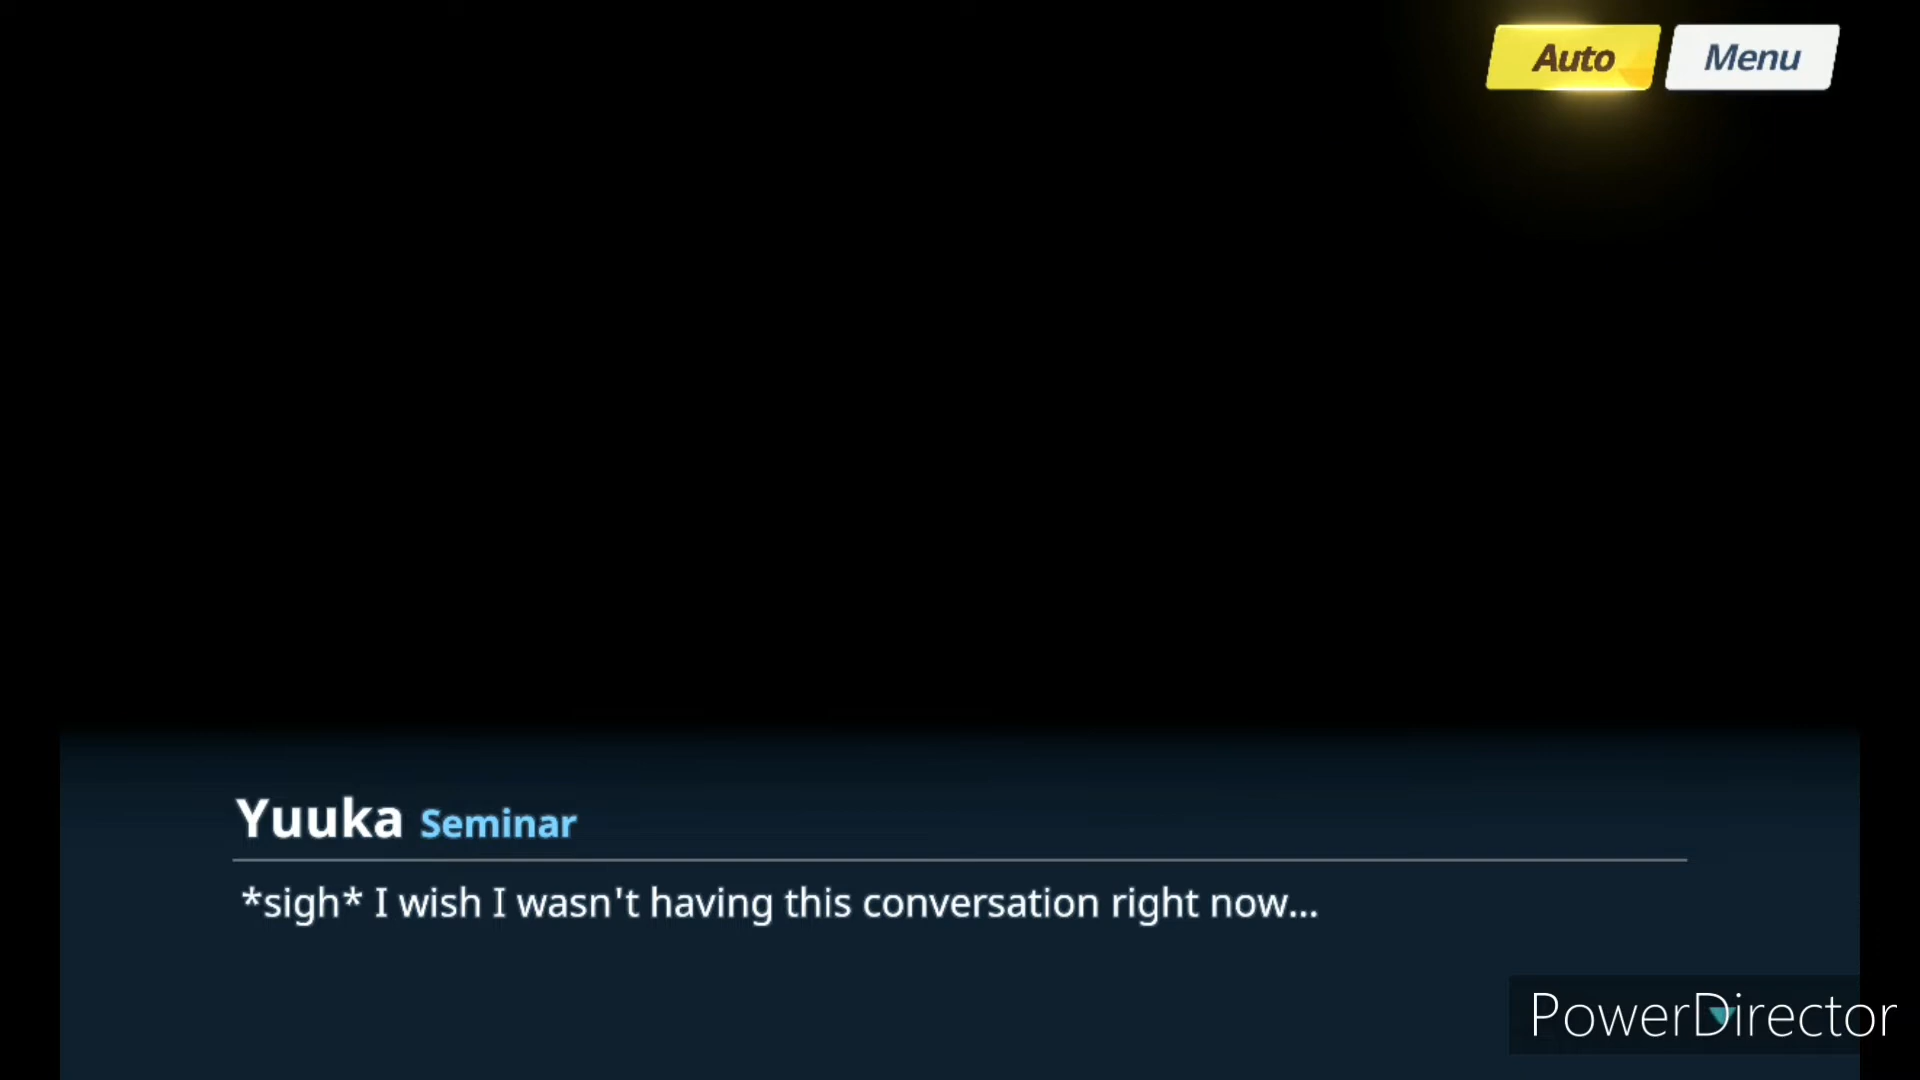 Auto Menu
Yuuka Seminar
*sigh* I wish I wasn't having this conversation right now...
PowerDirector